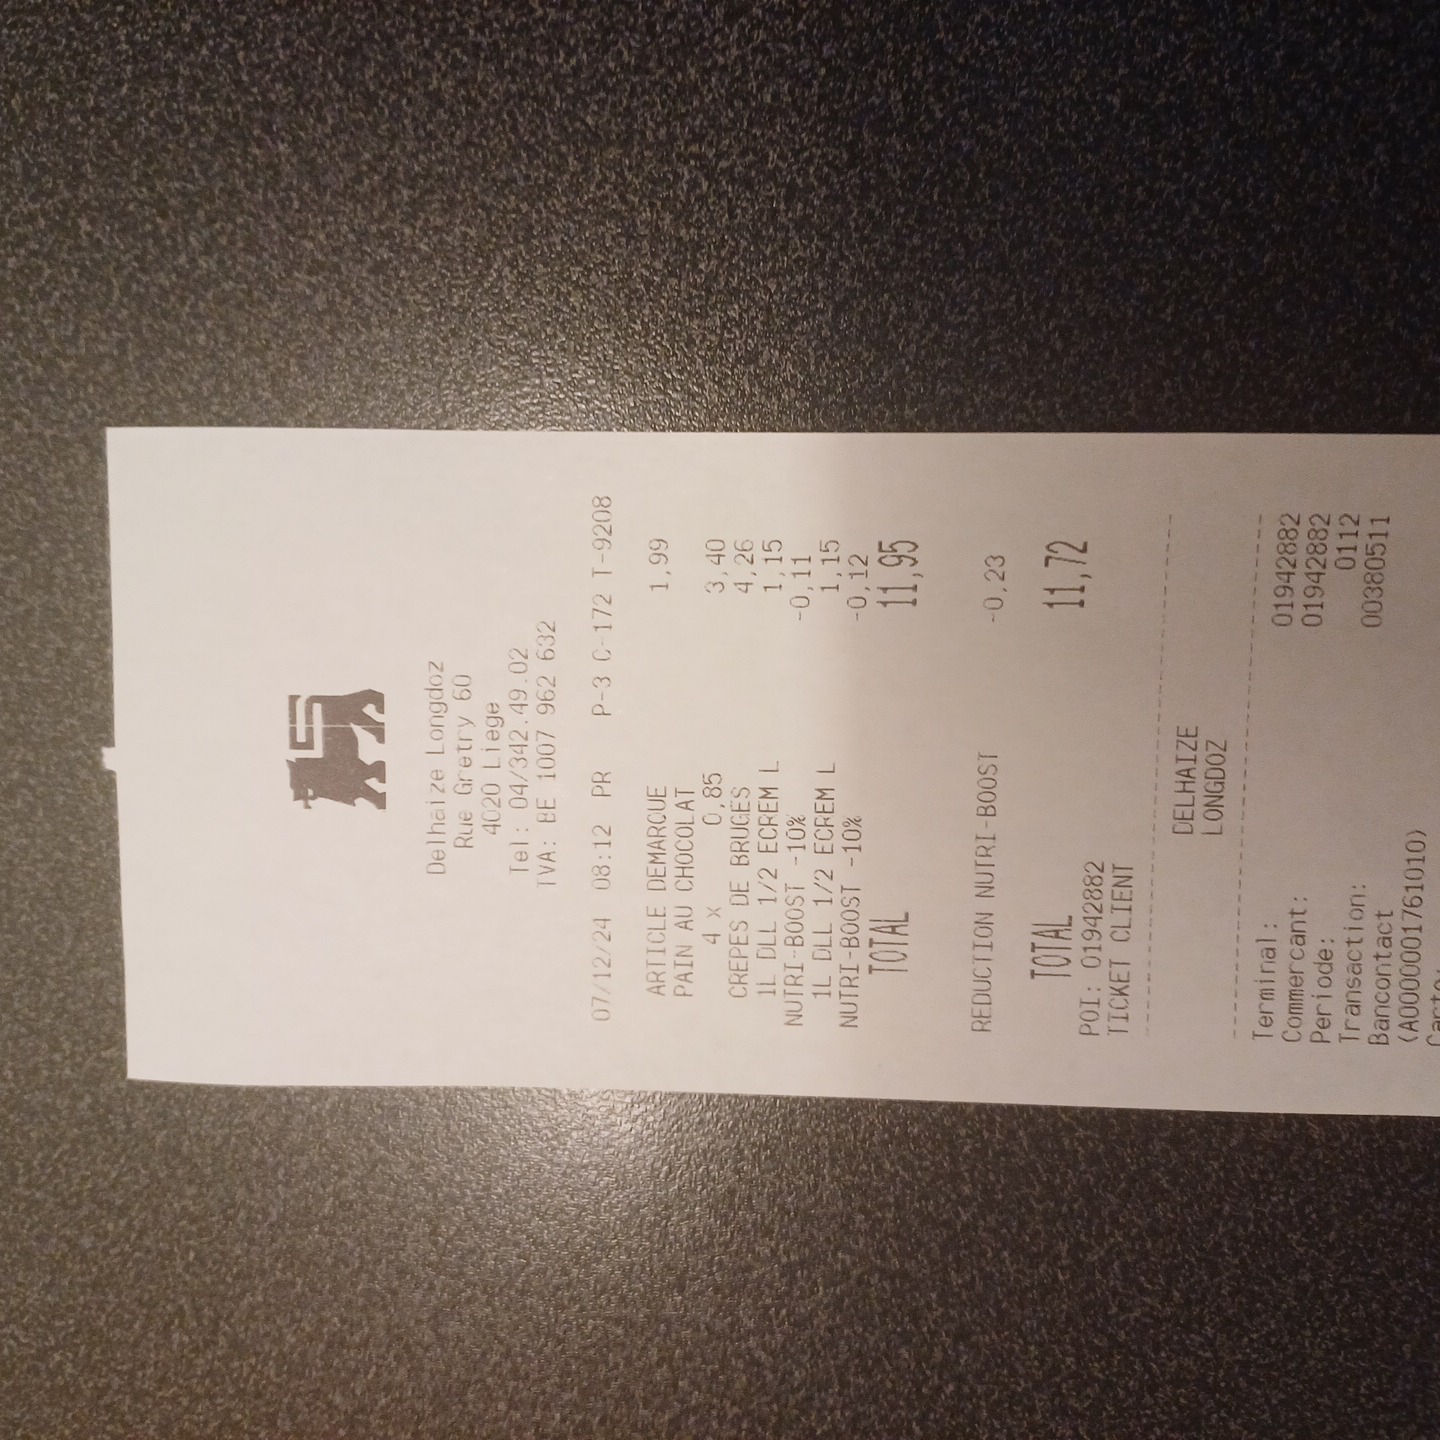 Delhaize Longdoz
Rue Gretry 60
4020 Liege
Tel : 04/342.49.02
TVA: BE 1007 962 632
07/12/24 08:12 PR P-3 C-172 T-9208
ARTICLE DEMARQUE 1,99
PAIN AU CHOCOLAT
4 x 0,85 3,40
CREPES DE BRUGES 4,26
1L DLL 1/2 ECREM L 1,15
NUTRI-BOOST -10% -0,11
1L DLL 1/2 ECREM L 1,15
NUTRI-BOOST -10% -0,12
TOTAL 11,95
REDUCTION NUTRI-BOOST -0,23
TOTAL 11,72
POI: 01942882
TICKET CLIENT
DELHAIZE
LONGDOZ
Terminal: 01942882
Commercant: 01942882
Periode: 0112
Transaction: 00380511
Bancontact
(A0000001761010)